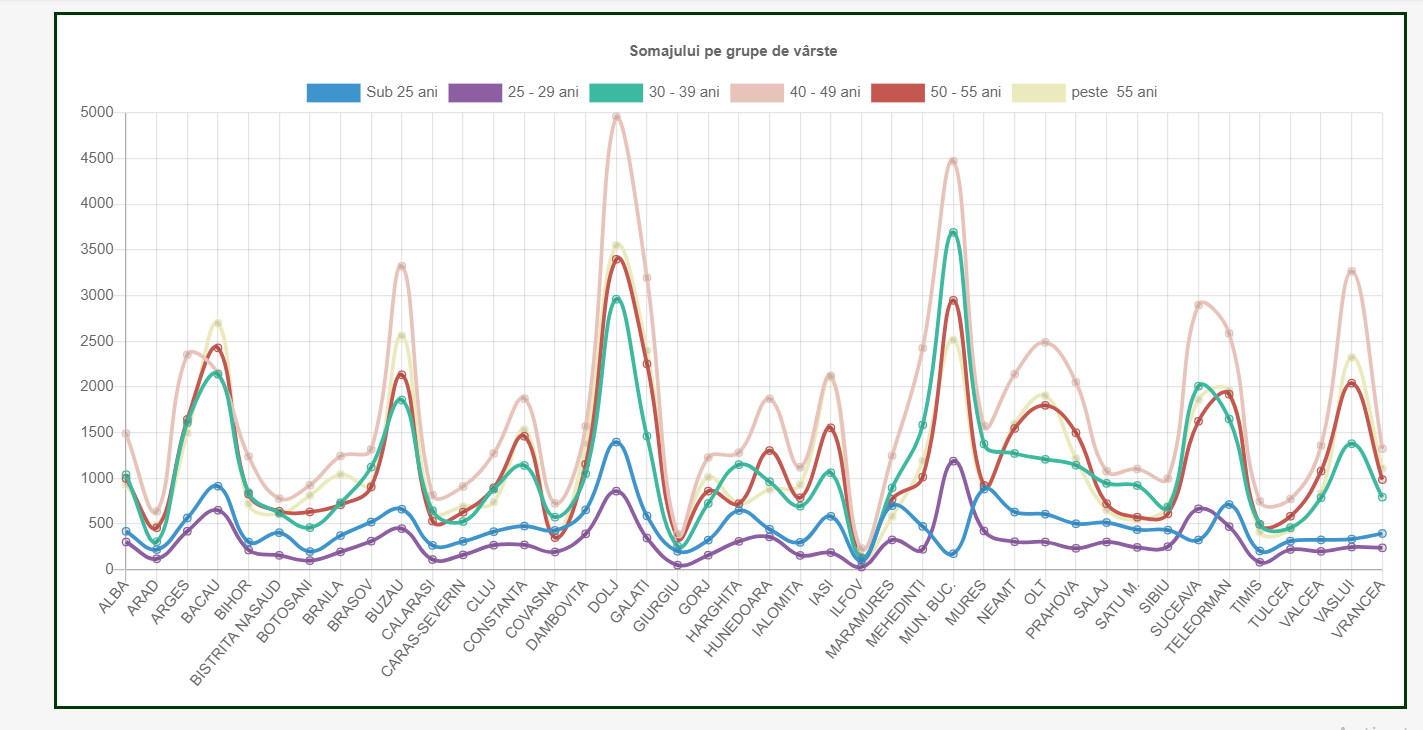 Somajului pe grupe de vârste
Sub 25 ani 25 - 29 ani 30 - 39 ani 40 - 49 ani 50 - 55 ani peste 55 ani
5000
4500
4000
3500
3000
2500
2000
1500
1000
500
0
ALBA
ARAD
ARGES
BACAU
BIHOR
BISTRITA NASAUD
BOTOSANI
BRAILA
BRASOV
BUZAU
CALARASI
CARAS-SEVERIN
CLUJ
CONSTANTA
COVASNA
DAMBOVITA
DOLJ
GALATI
GIURGIU
GORJ
HARGHITA
HUNEDOARA
IALOMITA
IASI
ILFOV
MARAMURES
MEHEDINTI
MUN. BUC.
MURES
NEAMT
OLT
PRAHOVA
SALAJ
SATU M.
SIBIU
SUCEAVA
TELEORMAN
TIMIS
TULCEA
VALCEA
VASLUI
VRANCEA